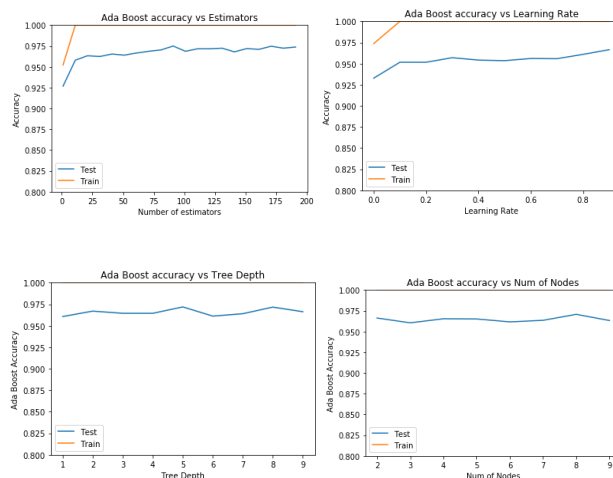 Ada Boost accuracy vs Estimators
1.000
0.975
0.950
0.925
0.900
0.875
0.850
0.825
0.800
Accuracy
Test
Train
0 25 50 75 100 125 150 175 200
Number of estimators
Ada Boost accuracy vs Learning Rate
1.000
0.975
0.950
0.925
0.900
0.875
0.850
0.825
0.800
Accuracy
Test
Train
0.0 0.2 0.4 0.6 0.8
Learning Rate
Ada Boost accuracy vs Tree Depth
1.000
0.975
0.950
0.925
0.900
0.875
0.850
0.825
0.800
Ada Boost Accuracy
Test
Train
1 2 3 4 5 6 7 8 9
Tree Depth
Ada Boost accuracy vs Num of Nodes
1.000
0.975
0.950
0.925
0.900
0.875
0.850
0.825
0.800
Ada Boost Accuracy
Test
Train
2 3 4 5 6 7 8 9
Num of Nodes